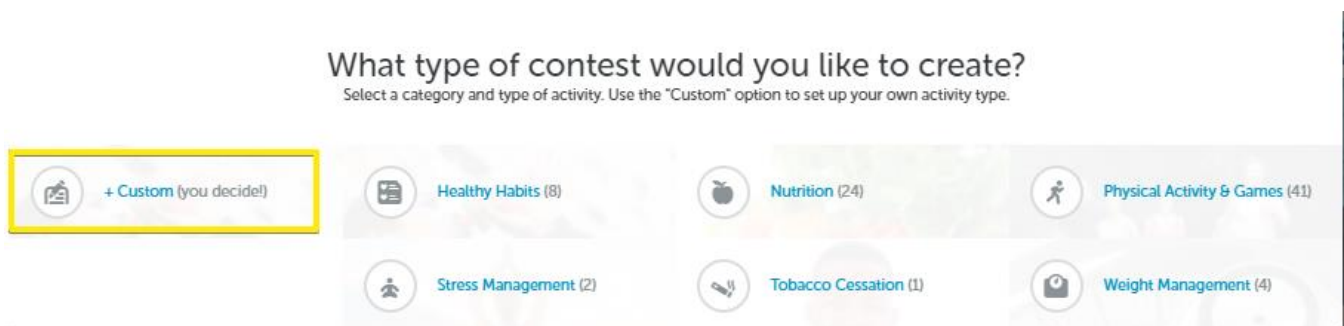 What type of contest would you like to create?
Select a category and type of activity. Use the "Custom" option to set up your own activity type.
+ Custom (you decide!)
Healthy Habits (8)
Nutrition (24)
Physical Activity & Games (41)
Stress Management (2)
Tobacco Cessation (1)
Weight Management (4)